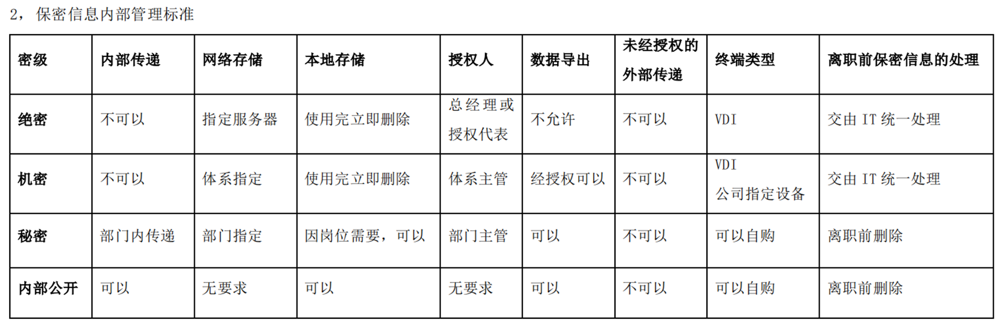 2，保密信息内部管理标准
密级 内部传递 网络存储 本地存储 授权人 数据导出 未经授权的外部传递 终端类型 离职前保密信息的处理
绝密 不可以 指定服务器 使用完立即删除 总经理或授权代表 不允许 不可以 VDI 交由 IT 统一处理
机密 不可以 体系指定 使用完立即删除 体系主管 经授权可以 不可以 VDI 公司指定设备 交由 IT 统一处理
秘密 部门内传递 部门指定 因岗位需要，可以 部门主管 可以 不可以 可以自购 离职前删除
内部公开 可以 无要求 可以 无要求 可以 不可以 可以自购 离职前删除